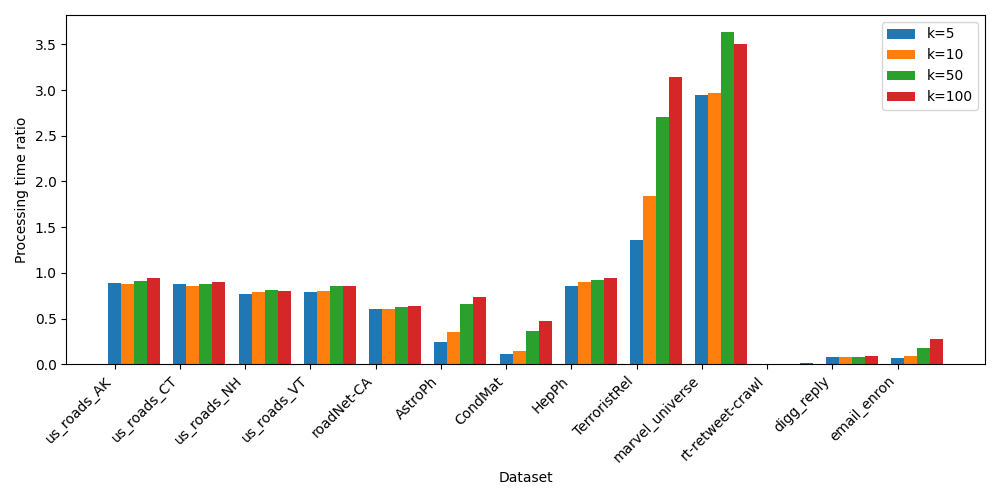 Processing time ratio
3.5
3.0
2.5
2.0
1.5
1.0
0.5
0.0
k=5
k=10
k=50
k=100
us_roads_AK
us_roads_CT
us_roads_NH
us_roads_VT
roadNet-CA
AstroPh
CondMat
HepPh
TerroristRel
marvel_universe
rt-retweet-crawl
digg_reply
email_enron
Dataset